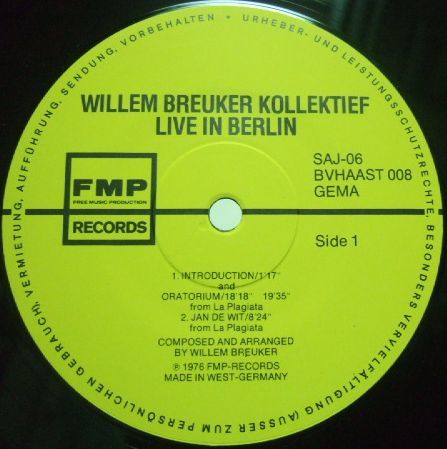 URHEBER- UND LEISTUNGSSCHUTZRECHTE, BESONDERS VERVIELFÄLTIGUNG (AUSSER ZUM PERSÖNLICHEN GEBRAUCH), VERMIETUNG, AUFFÜHRUNG, SENDUNG, VORBEHALTEN •
WILLEM BREUKER KOLLEKTIEF
LIVE IN BERLIN
FMP
FREE MUSIC PRODUCTION
RECORDS
SAJ-06
BVHAAST 008
GEMA
Side 1
1. INTRODUCTION/1'17"
and
ORATORIUM/18'18" 19'35"
from La Plagiata
2. JAN DE WIT/8'24"
from La Plagiata
COMPOSED AND ARRANGED
BY WILLEM BREUKER
℗ 1976 FMP-RECORDS
MADE IN WEST-GERMANY